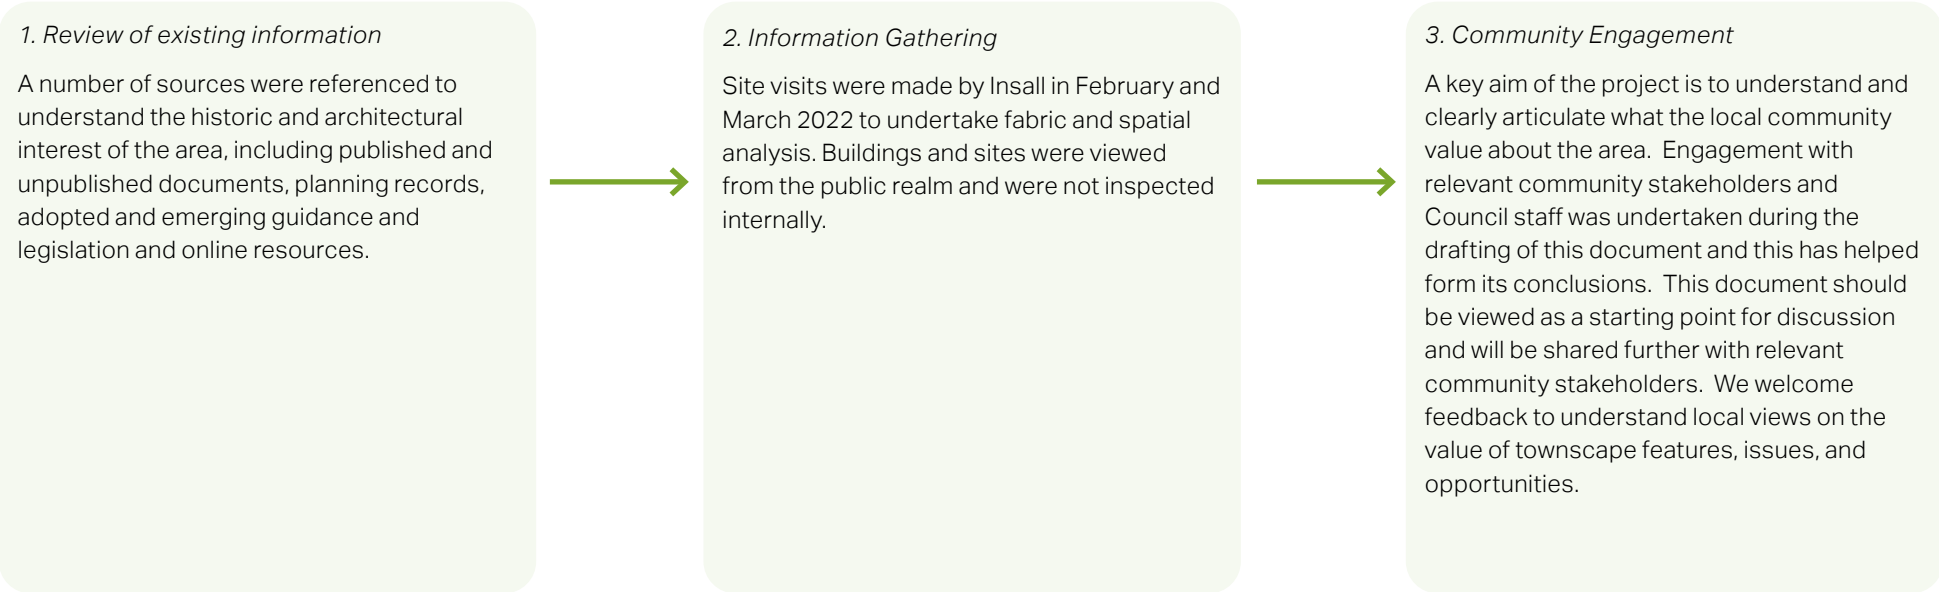 1. Review of existing information
A number of sources were referenced to
understand the historic and architectural
interest of the area, including published and
unpublished documents, planning records,
adopted and emerging guidance and
legislation and online resources.
2. Information Gathering
Site visits were made by Insall in February and
March 2022 to undertake fabric and spatial
analysis. Buildings and sites were viewed
from the public realm and were not inspected
internally.
3. Community Engagement
A key aim of the project is to understand and
clearly articulate what the local community
value about the area.  Engagement with
relevant community stakeholders and
Council staff was undertaken during the
drafting of this document and this has helped
form its conclusions.  This document should
be viewed as a starting point for discussion
and will be shared further with relevant
community stakeholders.  We welcome
feedback to understand local views on the
value of townscape features, issues, and
opportunities.